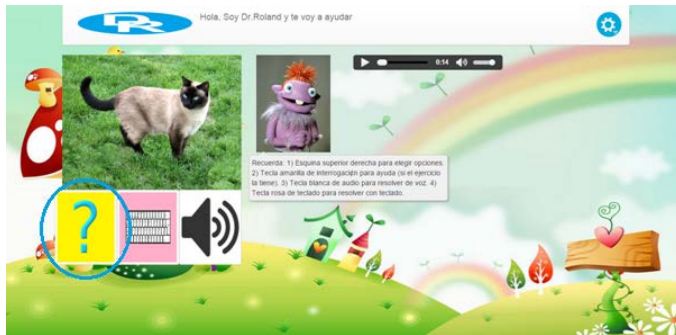 DR
Hola, Soy Dr.Roland y te voy a ayudar
0:14
Recuerda: 1) Esquina superior derecha para elegir opciones.
2) Tecla amarilla de interrogación para ayuda (si el ejercicio
la tiene). 3) Tecla blanca de audio para resolver de voz. 4)
Tecla rosa de teclado para resolver con teclado.
?